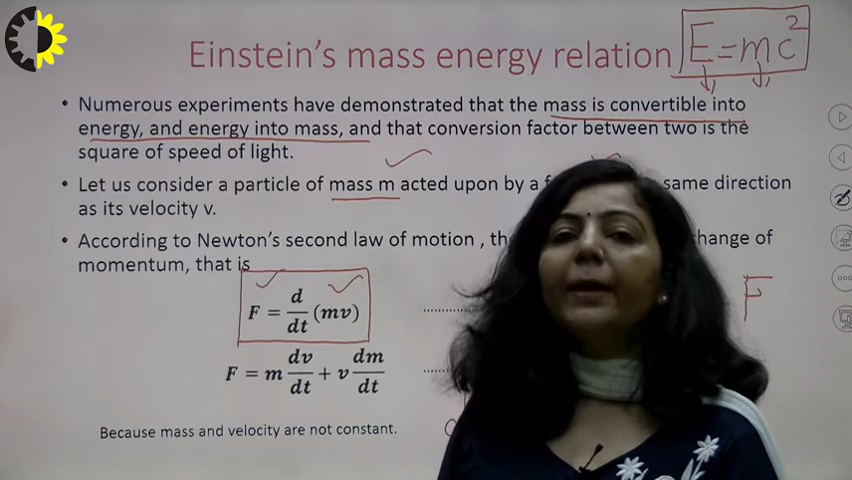 Einstein's mass energy relation E=mc²
• Numerous experiments have demonstrated that the mass is convertible into
energy, and energy into mass, and that conversion factor between two is the
square of speed of light.
• Let us consider a particle of mass m acted upon by a same direction
as its velocity v.
• According to Newton's second law of motion , change of
momentum, that is
F = d/dt (mv) ..............
F
F = m dv/dt + v dm/dt ......
Because mass and velocity are not constant.